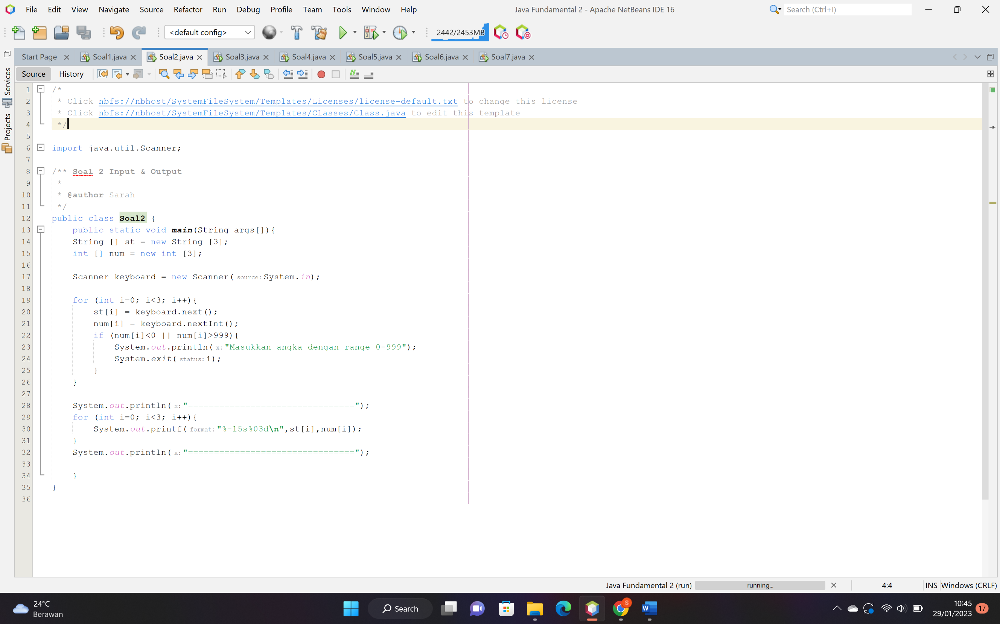 File Edit View Navigate Source Refactor Run Debug Profile Team Tools Window Help Java Fundamental 2 - Apache NetBeans IDE 16 Search (Ctrl+I)
<default config> 2442/2453MB
Start Page Soal1.java Soal2.java Soal3.java Soal4.java Soal5.java Soal6.java Soal7.java
Source History
Services
Projects
1 /*
2 * Click nbfs://nbhost/SystemFileSystem/Templates/Licenses/license-default.txt to change this license
3 * Click nbfs://nbhost/SystemFileSystem/Templates/Classes/Class.java to edit this template
4 */
5
6 import java.util.Scanner;
7
8 /** Soal 2 Input & Output
9 *
10 * @author Sarah
11 */
12 public class Soal2 {
13 public static void main(String args[]){
14 String [] st = new String [3];
15 int [] num = new int [3];
16
17 Scanner keyboard = new Scanner( source: System.in);
18
19 for (int i=0; i<3; i++){
20 st[i] = keyboard.next();
21 num[i] = keyboard.nextInt();
22 if (num[i]<0 || num[i]>999){
23 System.out.println( x: "Masukkan angka dengan range 0-999");
24 System.exit( status: i);
25 }
26 }
27
28 System.out.println( x: "================================");
29 for (int i=0; i<3; i++){
30 System.out.printf( format: "%-15s%03d\n",st[i],num[i]);
31 }
32 System.out.println( x: "================================");
33
34 }
35 }
36
Java Fundamental 2 (run) running... 4:4 INS Windows (CRLF)
24°C
Berawan
Search
10:45
29/01/2023
17